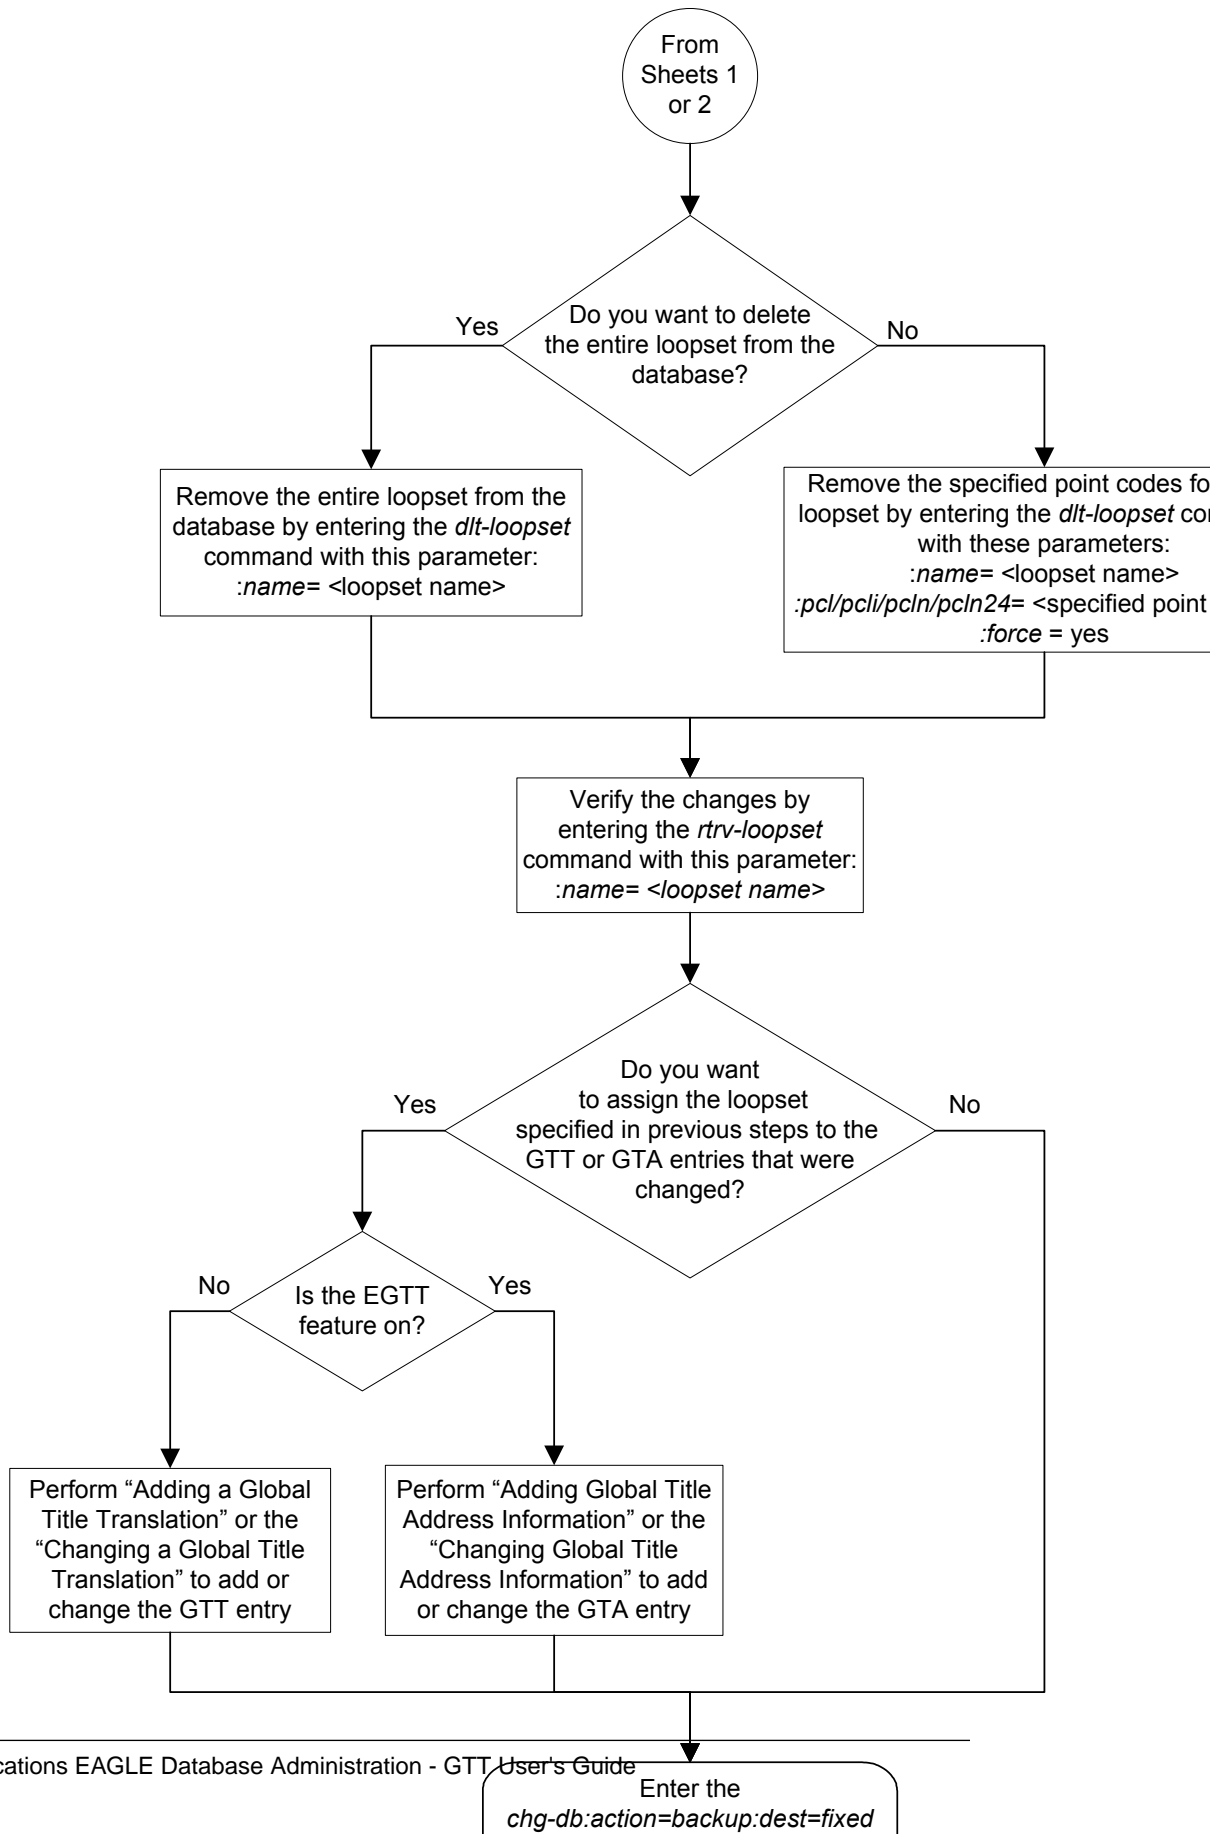 From
Sheets 1
or 2
Do you want to delete
the entire loopset from the
database?
Yes
No
Remove the entire loopset from the
database by entering the dlt-loopset
command with this parameter:
:name= <loopset name>
Remove the specified point codes fo
loopset by entering the dlt-loopset co
with these parameters:
:name= <loopset name>
:pcl/pcli/pcln/pcln24= <specified point
:force = yes
Verify the changes by
entering the rtrv-loopset
command with this parameter:
:name= <loopset name>
Do you want
to assign the loopset
specified in previous steps to the
GTT or GTA entries that were
changed?
Yes
No
Is the EGTT
feature on?
No
Yes
Perform “Adding a Global
Title Translation” or the
“Changing a Global Title
Translation” to add or
change the GTT entry
Perform “Adding Global Title
Address Information” or the
“Changing Global Title
Address Information” to add
or change the GTA entry
cations EAGLE Database Administration - GTT User's Guide
Enter the
chg-db:action=backup:dest=fixed